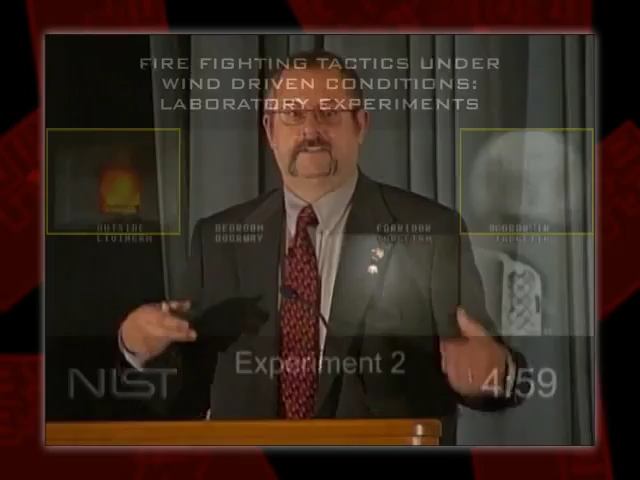 FIRE FIGHTING TACTICS UNDER
WIND DRIVEN CONDITIONS:
LABORATORY EXPERIMENTS
OUTSIDE
BEDROOM
CORRIDOR
DOORWAY
Experiment 2
NIST
4:59